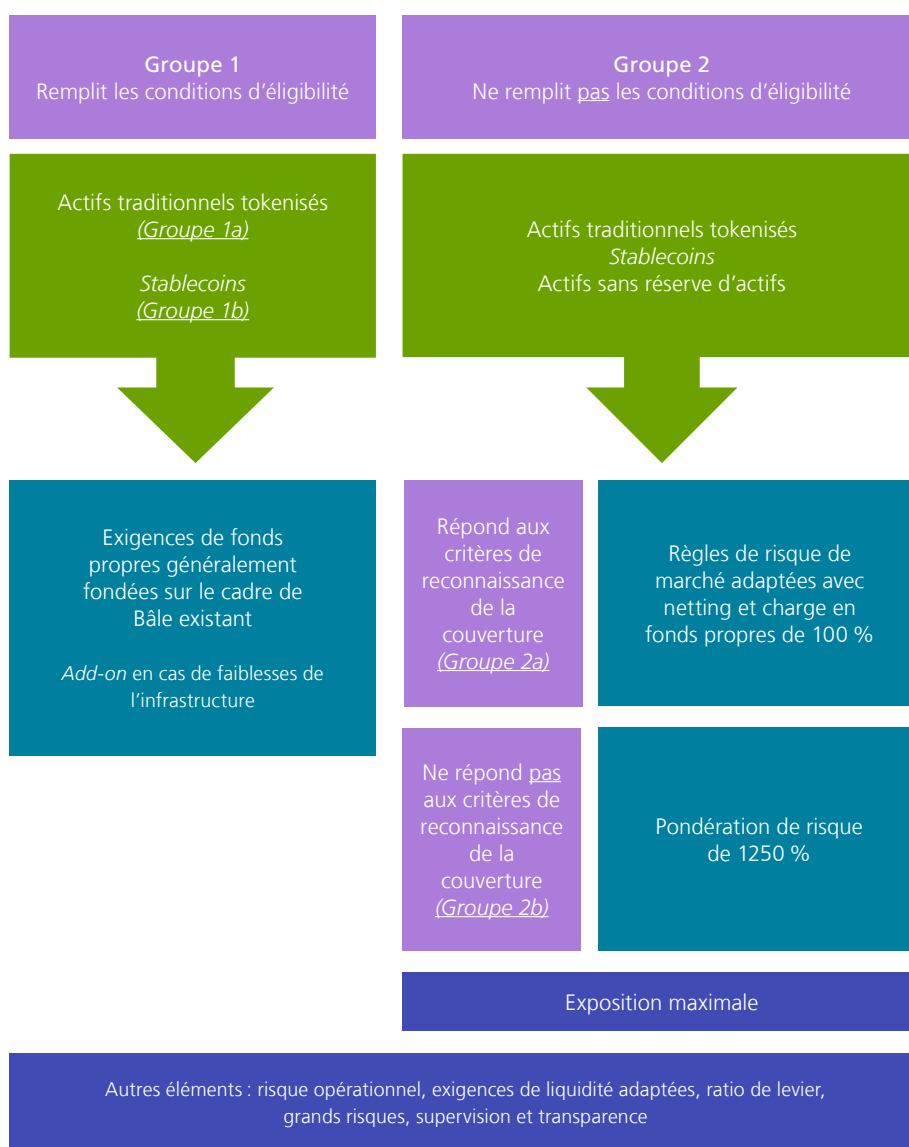 Groupe 1
Remplit les conditions d'éligibilité
Groupe 2
Ne remplit pas les conditions d'éligibilité
Actifs traditionnels tokenisés
(Groupe 1a)
Stablecoins
(Groupe 1b)
Actifs traditionnels tokenisés
Stablecoins
Actifs sans réserve d'actifs
Exigences de fonds
propres généralement
fondées sur le cadre de
Bâle existant
Add-on en cas de faiblesses de
l'infrastructure
Répond aux
critères de
reconnaissance
de la
couverture
(Groupe 2a)
Règles de risque de
marché adaptées avec
netting et charge en
fonds propres de 100 %
Ne répond pas
aux critères de
reconnaissance
de la
couverture
(Groupe 2b)
Pondération de risque
de 1250 %
Exposition maximale
Autres éléments : risque opérationnel, exigences de liquidité adaptées, ratio de levier,
grands risques, supervision et transparence